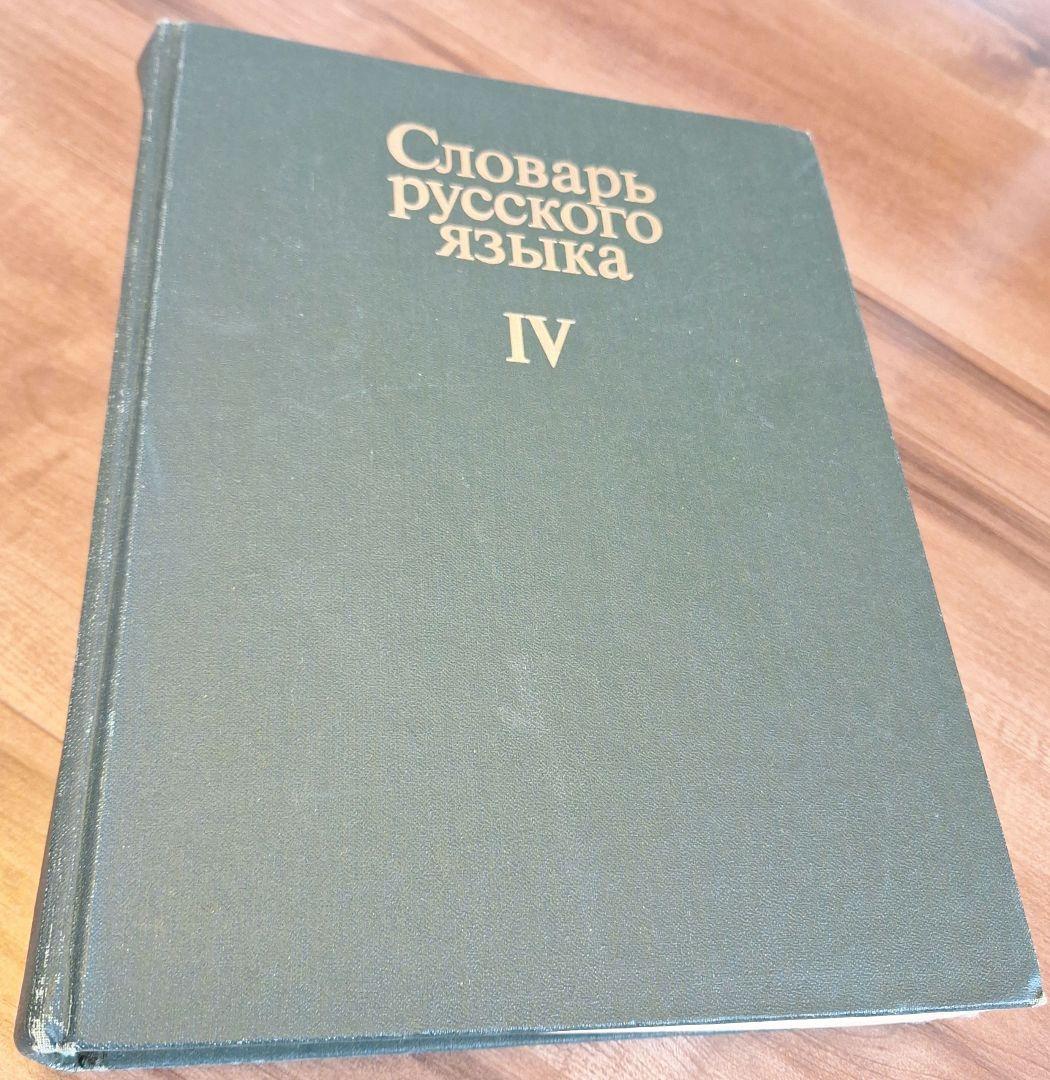 Словарь
русского
языка
IV